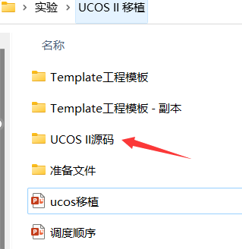 实验 > UCOS II 移植
名称
Template工程模板
Template工程模板 - 副本
UCOS II源码
准备文件
ucos移植
调度顺序